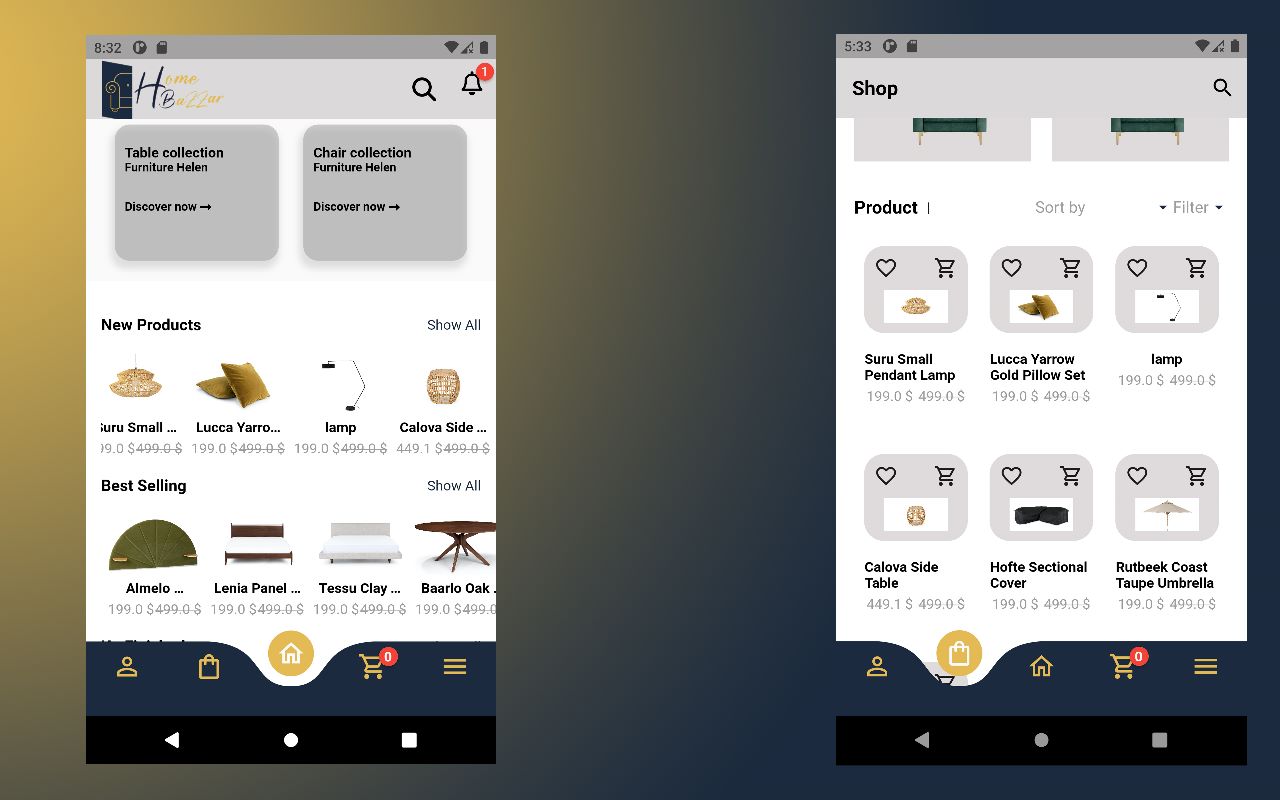 8:32
1
Home
Bazzar
Table collection
Furniture Helen
Discover now →
Chair collection
Furniture Helen
Discover now →
New Products
Show All
Suru Small ...
Lucca Yarro...
lamp
Calova Side ...
99.0 $499.0 $
199.0 $499.0 $
199.0 $499.0 $
449.1 $499.0 $
Best Selling
Show All
Almelo ...
Lenia Panel ...
Tessu Clay ...
Baarlo Oak .
199.0 $499.0 $
199.0 $499.0 $
199.0 $499.0 $
199.0 $499.0
0
5:33
Shop
Product |
Sort by
Filter
Suru Small
Pendant Lamp
199.0 $ 499.0 $
Lucca Yarrow
Gold Pillow Set
199.0 $ 499.0 $
lamp
199.0 $ 499.0 $
Calova Side
Table
449.1 $ 499.0 $
Hofte Sectional
Cover
199.0 $ 499.0 $
Rutbeek Coast
Taupe Umbrella
199.0 $ 499.0 $
0